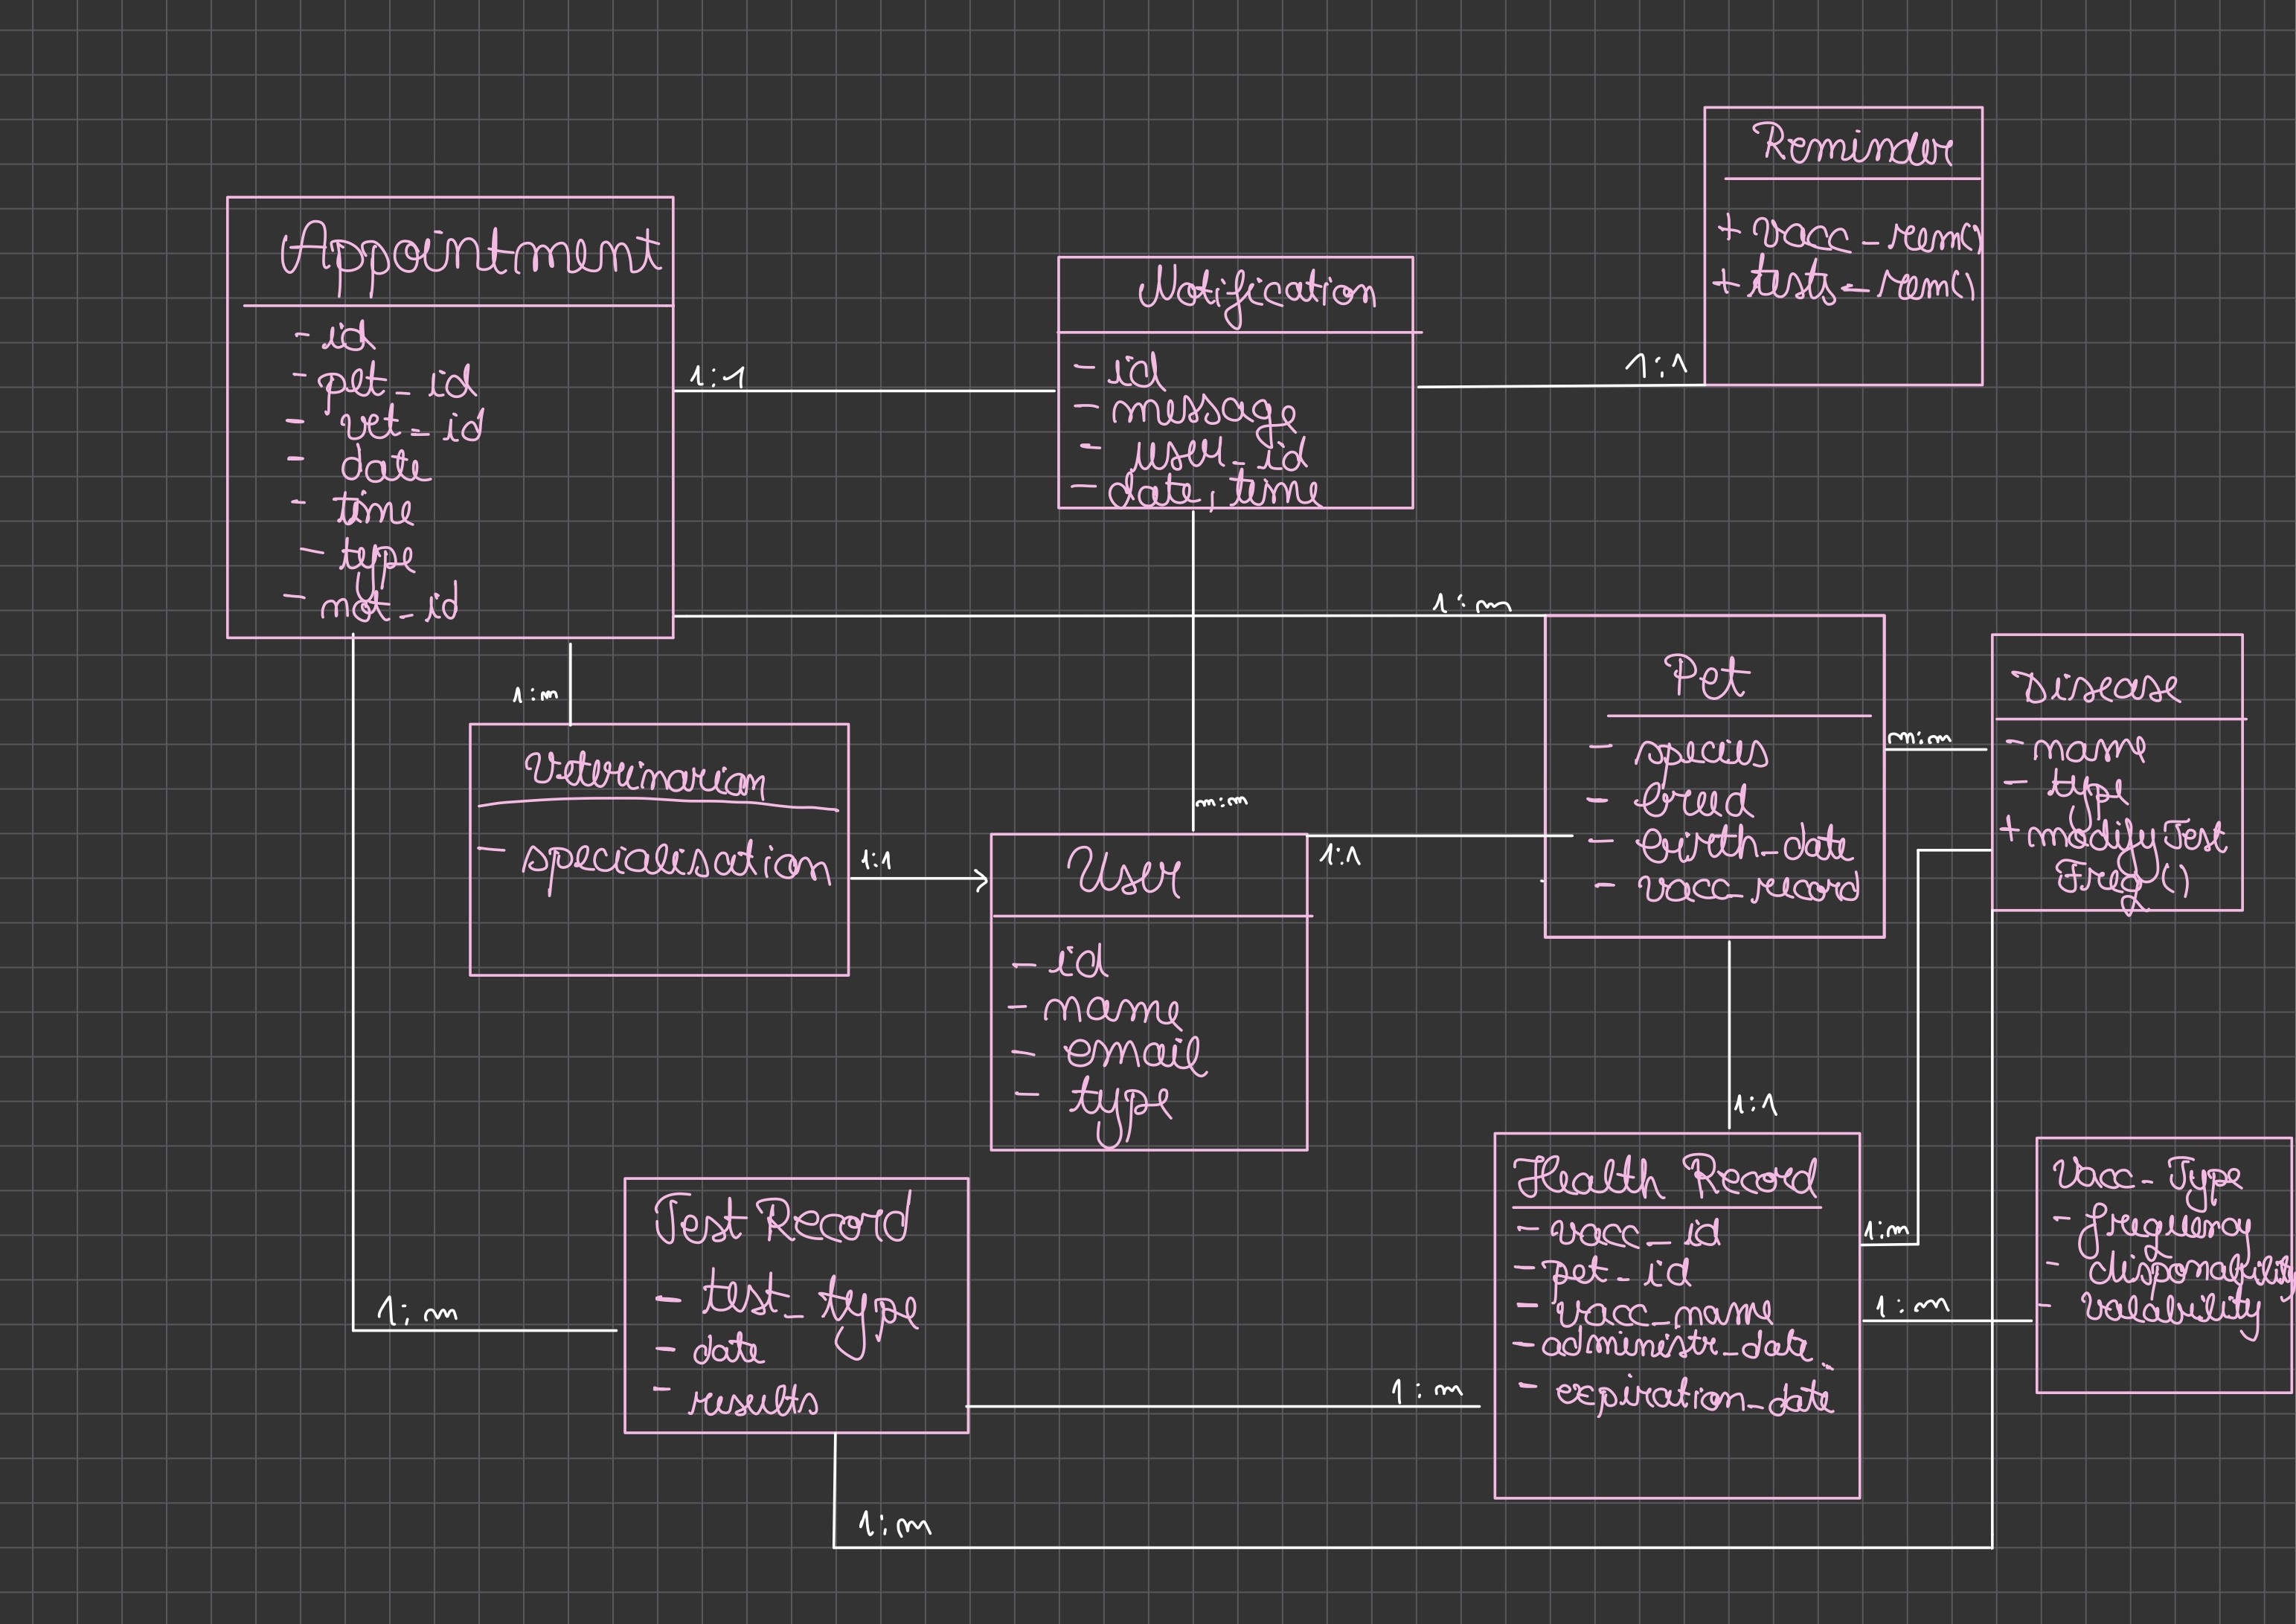 Reminder
+ vacc_rem()
+ tests_rem()
Appointment
- id
- pet_id
- vet_id
- date
- time
- type
- not_id
1:1
Notification
- id
- message
- user_id
- date, time
1:1
1:m
1:m
m:m
Veterinarian
- specialisation
1:1
User
- id
- name
- email
- type
1:1
Pet
- species
- breed
- birth_date
- vacc_record
m:m
Disease
- name
- type
+ modifyTest
Freq()
1:1
Test Record
- test_type
- date
- results
1:m
1:m
1:m
Health Record
- vacc_id
- pet_id
- vacc_name
- administr_date
- expiration_date
1:m
1:m
Vacc_Type
- frequency
- disponability
- valability